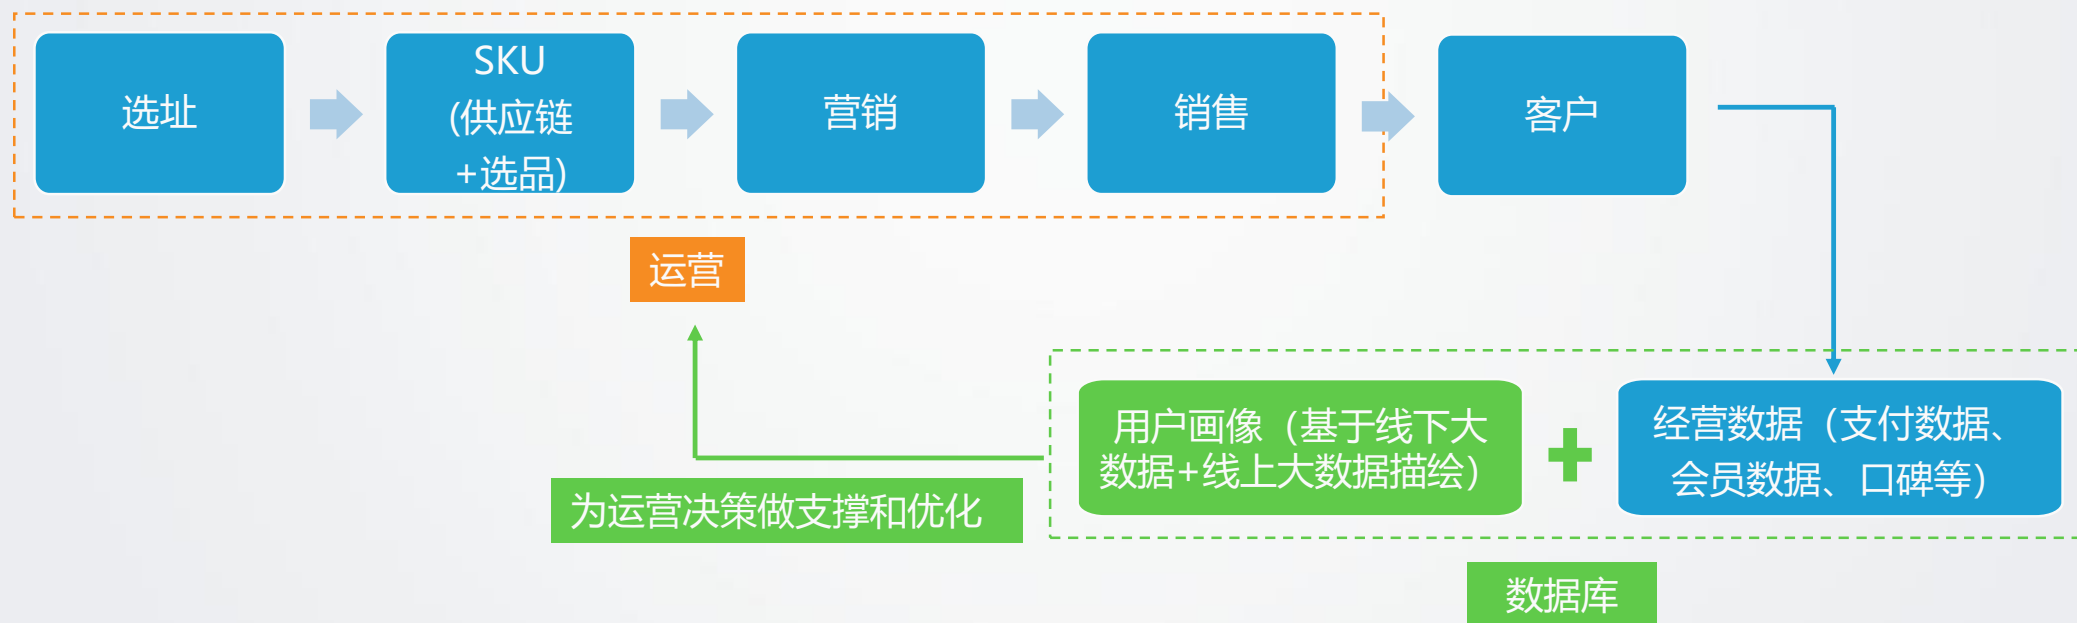 选址
SKU
(供应链
+选品)
营销
销售
客户
运营
用户画像（基于线下大
数据+线上大数据描绘）
经营数据（支付数据、
会员数据、口碑等）
为运营决策做支撑和优化
数据库